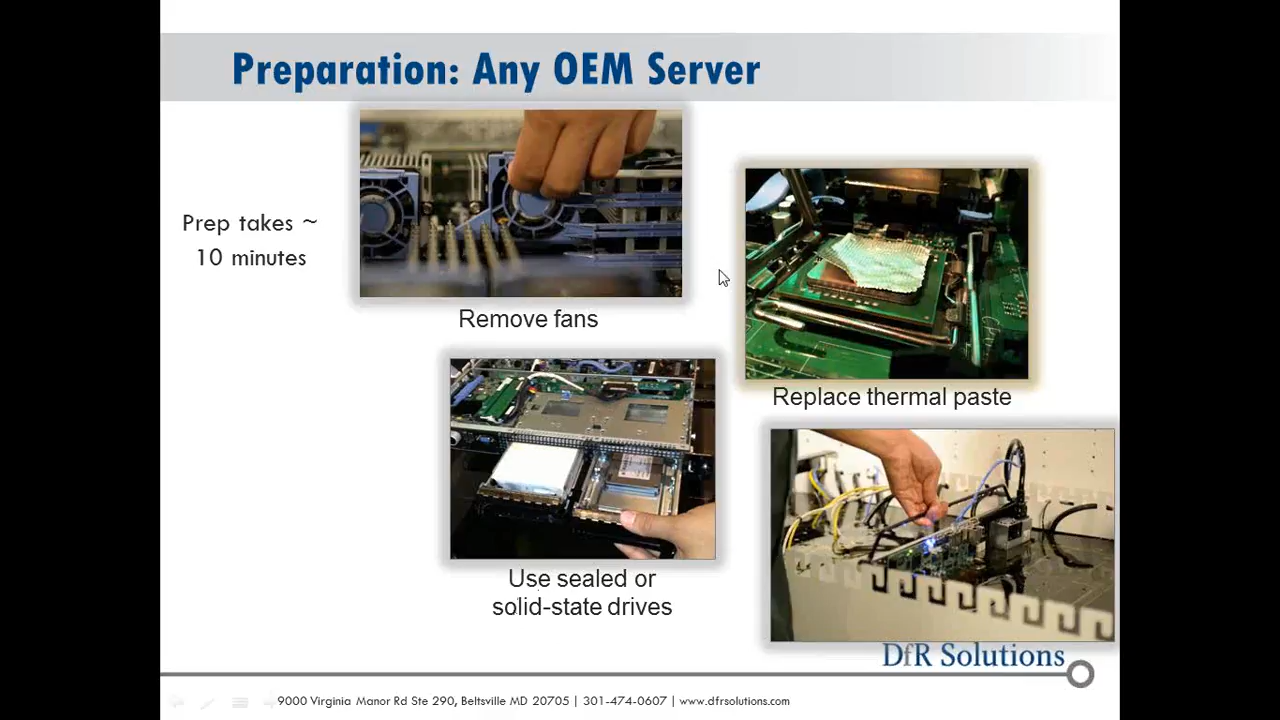 Preparation: Any OEM Server
Prep takes ~
10 minutes
Remove fans
Replace thermal paste
Use sealed or
solid-state drives
DfR Solutions
9000 Virginia Manor Rd Ste 290, Beltsville MD 20705 | 301-474-0607 | www.dfrsolutions.com